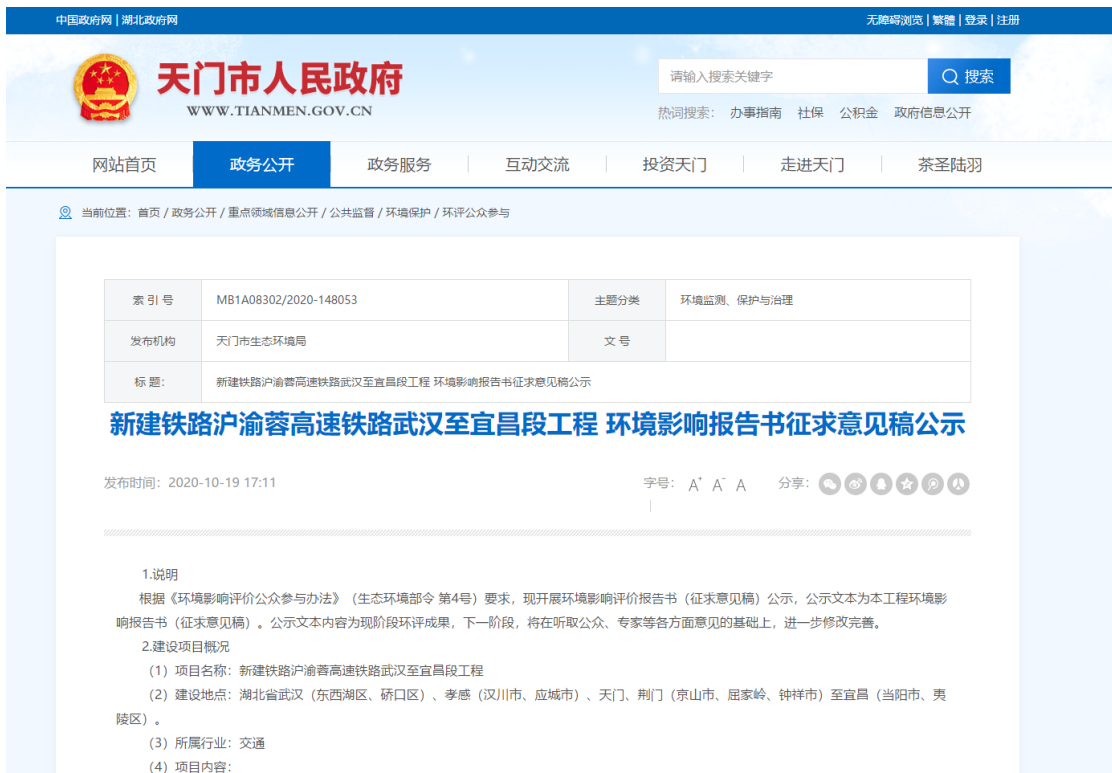 中国政府网 | 湖北政府网
无障碍浏览 | 繁體 | 登录 | 注册
天门市人民政府
WWW.TIANMEN.GOV.CN
请输入搜索关键字
搜索
热词搜索： 办事指南 社保 公积金 政府信息公开
网站首页 政务公开 政务服务 互动交流 投资天门 走进天门 茶圣陆羽
当前位置：首页 / 政务公开 / 重点领域信息公开 / 公共监督 / 环境保护 / 环评公众参与
索 引 号 MB1A08302/2020-148053 主题分类 环境监测、保护与治理
发布机构 天门市生态环境局 文 号
标 题： 新建铁路沪渝蓉高速铁路武汉至宜昌段工程 环境影响报告书征求意见稿公示
新建铁路沪渝蓉高速铁路武汉至宜昌段工程 环境影响报告书征求意见稿公示
发布时间：2020-10-19 17:11
字号： A+ A- A 分享：
1.说明
根据《环境影响评价公众参与办法》（生态环境部令 第4号）要求，现开展环境影响评价报告书（征求意见稿）公示，公示文本为本工程环境影
响报告书（征求意见稿）。公示文本内容为现阶段环评成果，下一阶段，将在听取公众、专家等各方面意见的基础上，进一步修改完善。
2.建设项目概况
（1）项目名称：新建铁路沪渝蓉高速铁路武汉至宜昌段工程
（2）建设地点：湖北省武汉（东西湖区、硚口区）、孝感（汉川市、应城市）、天门、荆门（京山市、屈家岭、钟祥市）至宜昌（当阳市、夷
陵区）。
（3）所属行业：交通
（4）项目内容：